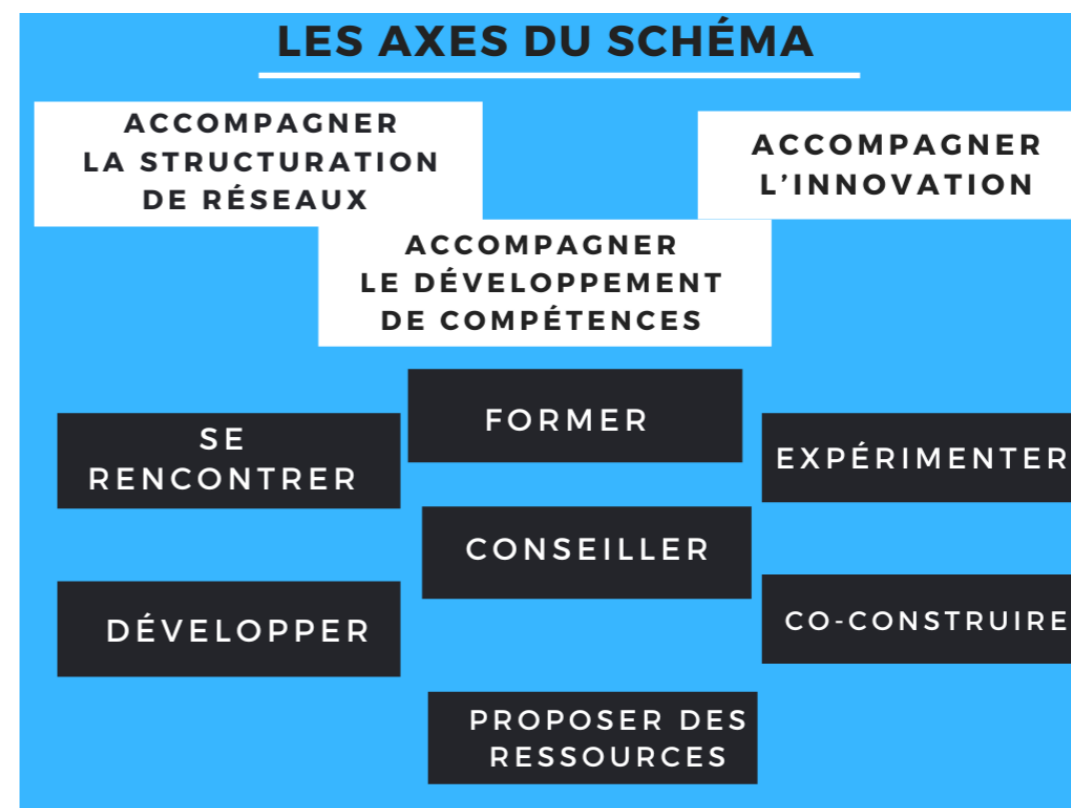 LES AXES DU SCHÉMA
ACCOMPAGNER
LA STRUCTURATION
DE RÉSEAUX
ACCOMPAGNER
L’INNOVATION
ACCOMPAGNER
LE DÉVELOPPEMENT
DE COMPÉTENCES
SE
RENCONTRER
FORMER
EXPÉRIMENTER
CONSEILLER
DÉVELOPPER
CO-CONSTRUIRE
PROPOSER DES
RESSOURCES